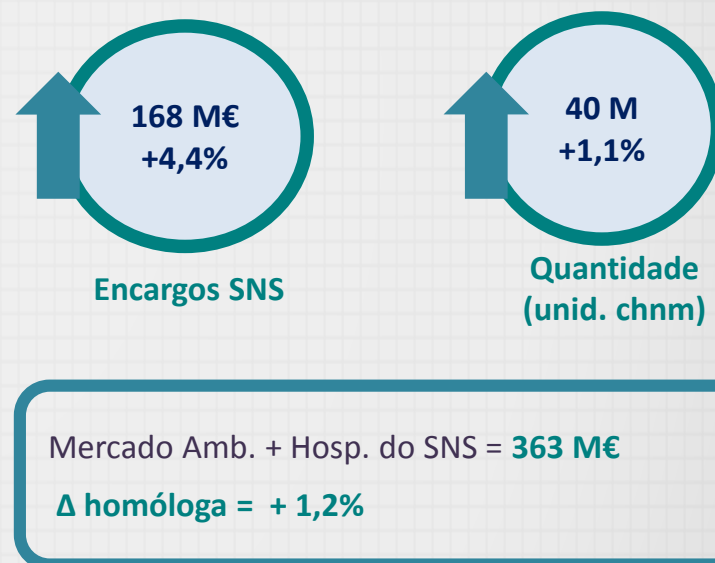 168 M€
+4,4%
Encargos SNS
40 M
+1,1%
Quantidade
(unid. chnm)
Mercado Amb. + Hosp. do SNS = 363 M€
Δ homóloga = + 1,2%